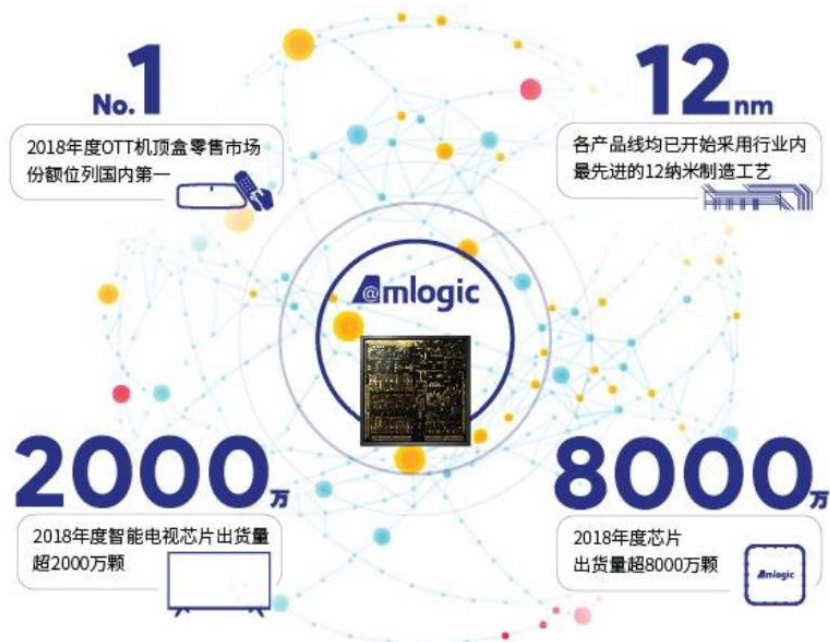 No.1
2018年度OTT机顶盒零售市场
份额位列国内第一
12nm
各产品线均已开始采用行业内
最先进的12纳米制造工艺
@mlogic
2000万
2018年度智能电视芯片出货量
超2000万颗
8000万
2018年度芯片
出货量超8000万颗
Amlogic